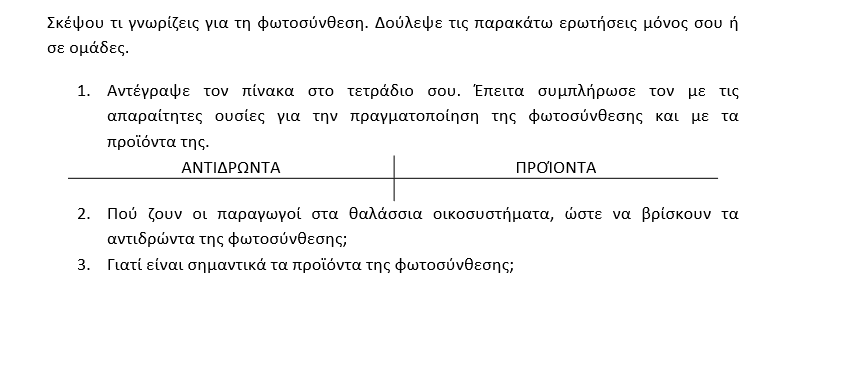 Σκέψου τι γνωρίζεις για τη φωτοσύνθεση. Δούλεψε τις παρακάτω ερωτήσεις μόνος σου ή
σε ομάδες.
1. Αντέγραψε τον πίνακα στο τετράδιο σου. Έπειτα συμπλήρωσε τον με τις
απαραίτητες ουσίες για την πραγματοποίηση της φωτοσύνθεσης και με τα
προϊόντα της.
ΑΝΤΙΔΡΩΝΤΑ ΠΡΟΪΟΝΤΑ
2. Πού ζουν οι παραγωγοί στα θαλάσσια οικοσυστήματα, ώστε να βρίσκουν τα
αντιδρώντα της φωτοσύνθεσης;
3. Γιατί είναι σημαντικά τα προϊόντα της φωτοσύνθεσης;